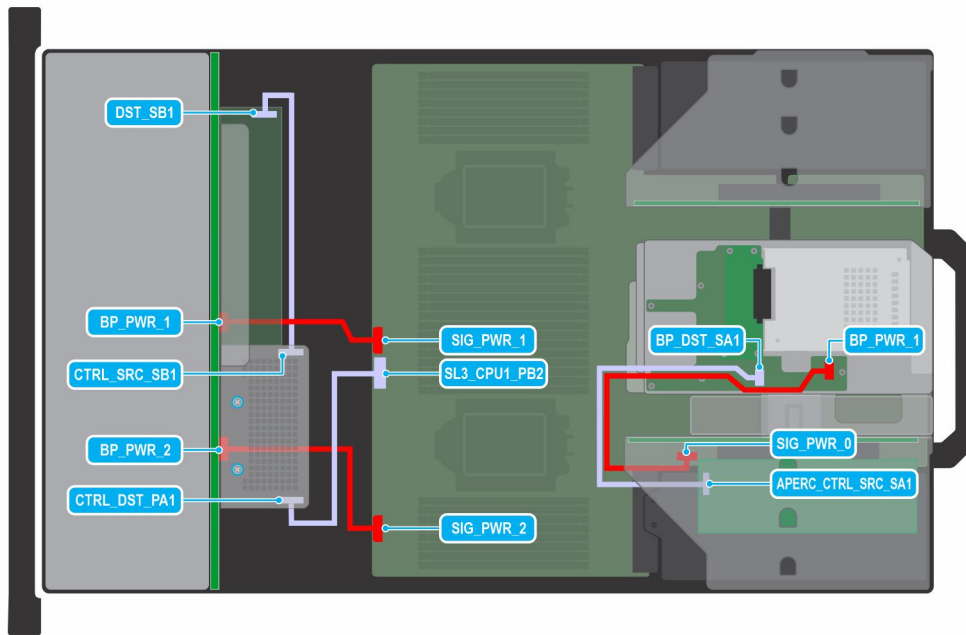 DST_SB1
BP_PWR_1
CTRL_SRC_SB1
BP_PWR_2
CTRL_DST_PA1
SIG_PWR_1
SL3_CPU1_PB2
SIG_PWR_2
BP_DST_SA1
BP_PWR_1
SIG_PWR_0
APERC_CTRL_SRC_SA1